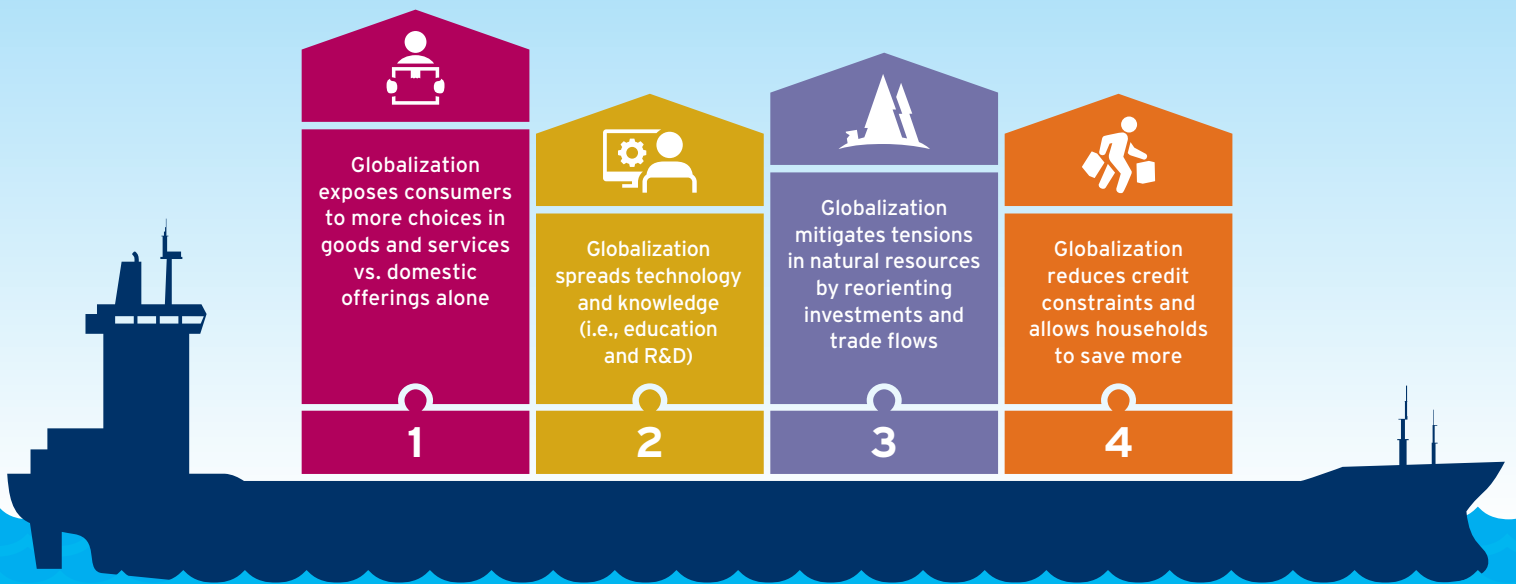 Globalization
exposes consumers
to more choices in
goods and services
vs. domestic
offerings alone
1
Globalization
spreads technology
and knowledge
(i.e., education
and R&D)
2
Globalization
mitigates tensions
in natural resources
by reorienting
investments and
trade flows
3
Globalization
reduces credit
constraints and
allows households
to save more
4